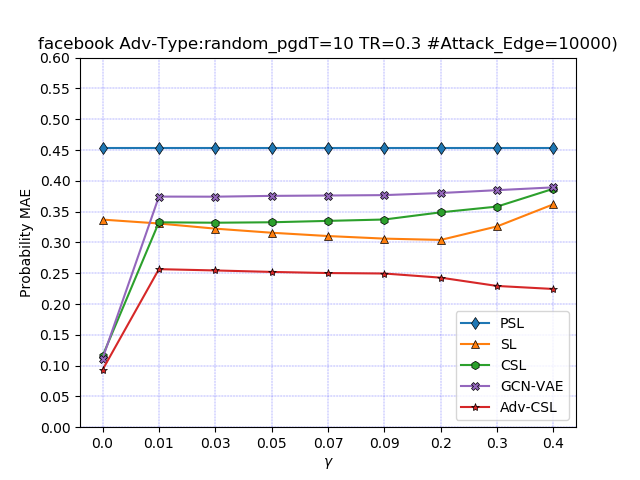 facebook Adv-Type:random_pgdT=10 TR=0.3 #Attack_Edge=10000)
0.60
0.55
0.50
0.45
0.40
0.35
0.30
0.25
0.20
0.15
0.10
0.05
0.00
Probability MAE
PSL
SL
CSL
GCN-VAE
Adv-CSL
0.0 0.01 0.03 0.05 0.07 0.09 0.2 0.3 0.4
γ